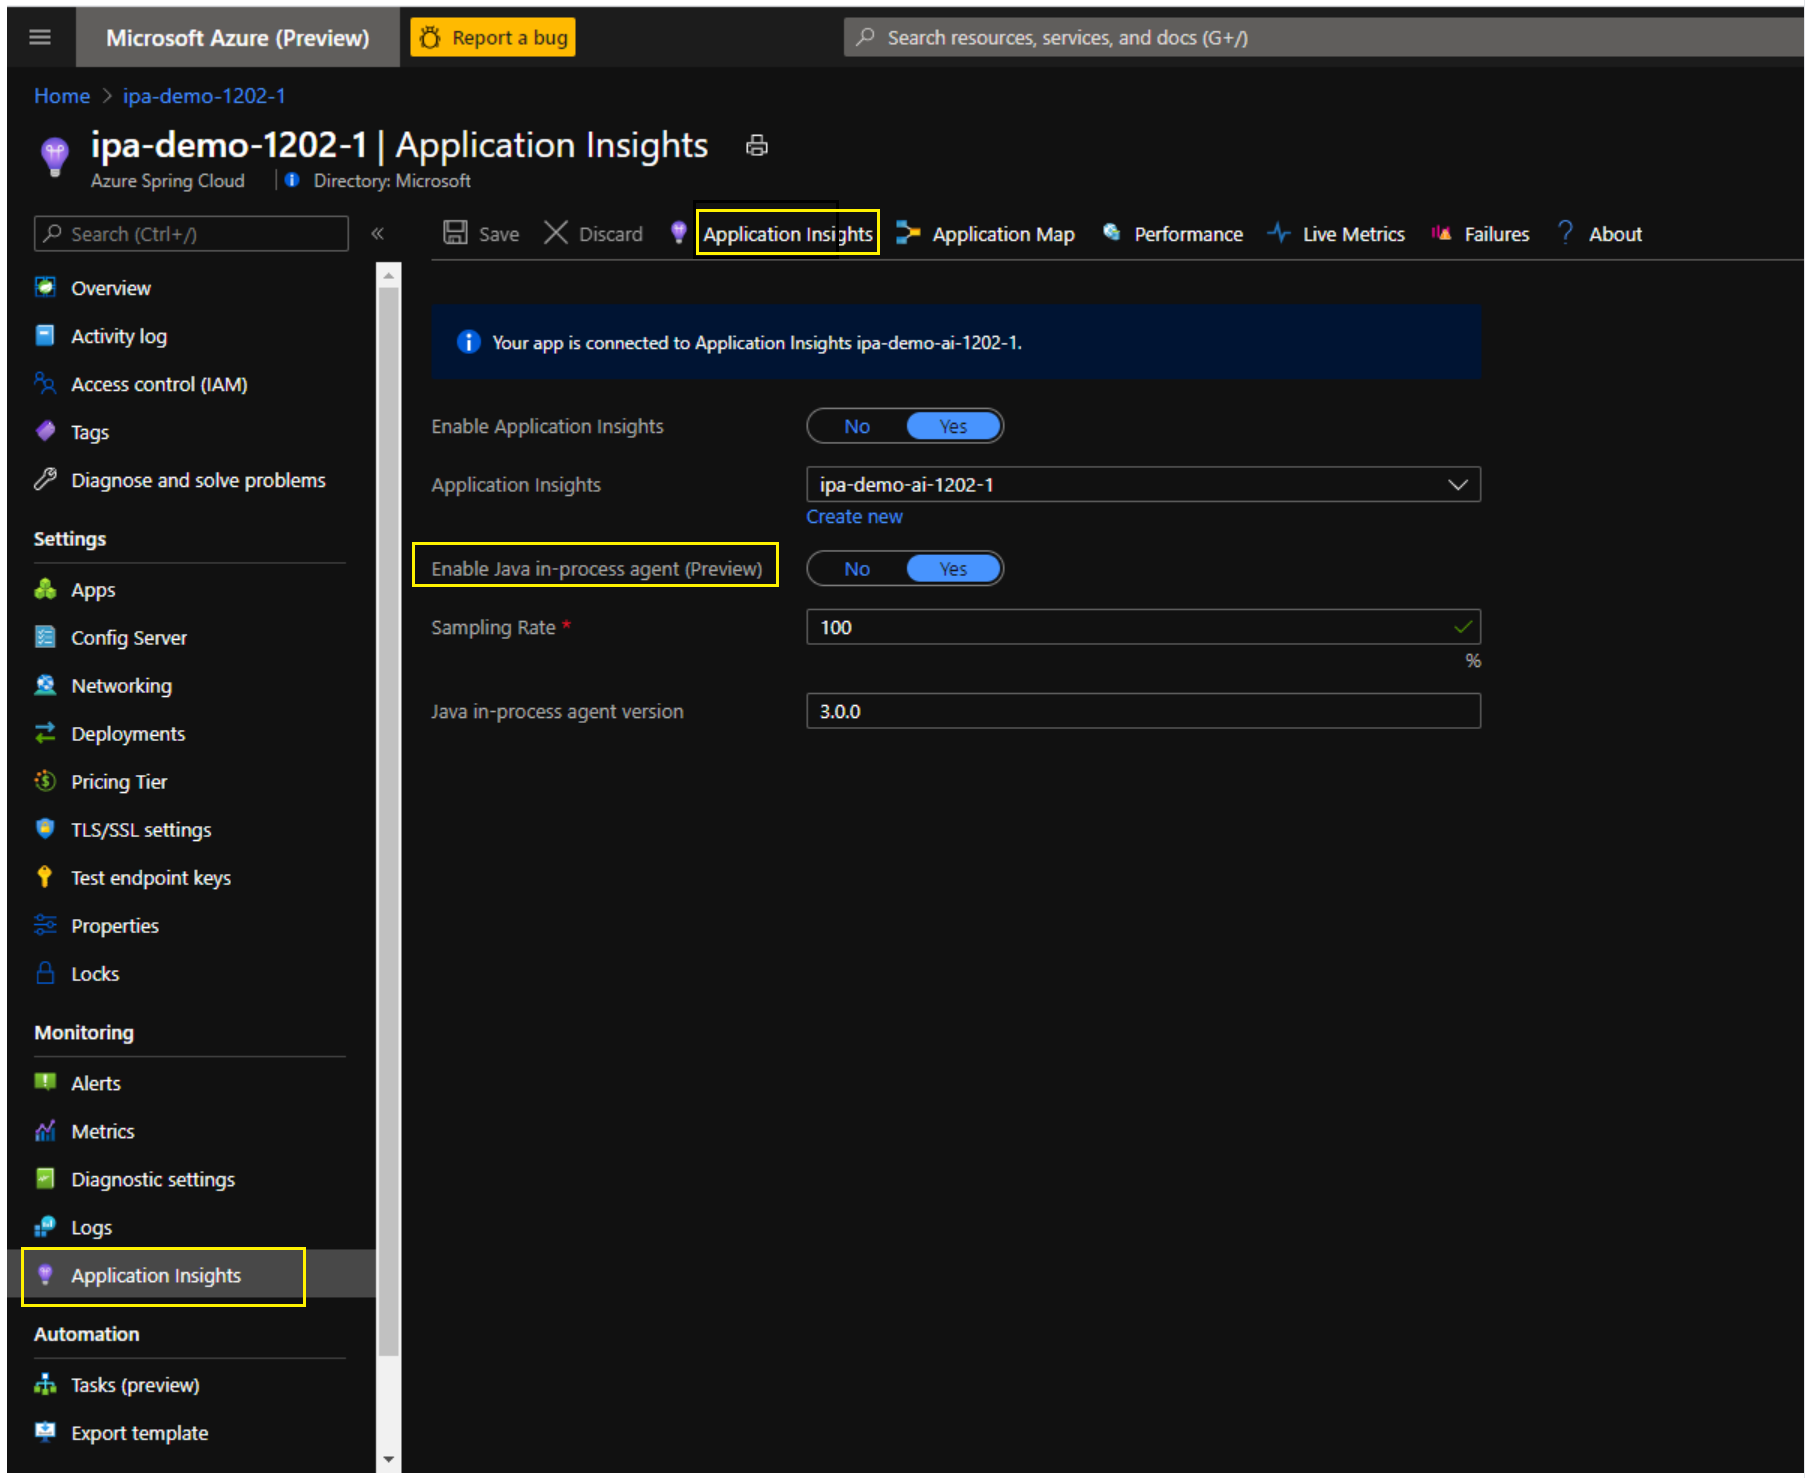 Microsoft Azure (Preview)
Report a bug
Search resources, services, and docs (G+/)
Home > ipa-demo-1202-1
ipa-demo-1202-1 | Application Insights
Azure Spring Cloud
Directory: Microsoft
Search (Ctrl+/)
«
Save
Discard
Application Insights
Application Map
Performance
Live Metrics
Failures
? About
Overview
Activity log
Access control (IAM)
Tags
Diagnose and solve problems
Settings
Apps
Config Server
Networking
Deployments
Pricing Tier
TLS/SSL settings
Test endpoint keys
Properties
Locks
Monitoring
Alerts
Metrics
Diagnostic settings
Logs
Application Insights
Automation
Tasks (preview)
Export template
Your app is connected to Application Insights ipa-demo-ai-1202-1.
Enable Application Insights
No Yes
Application Insights
ipa-demo-ai-1202-1
Create new
Enable Java in-process agent (Preview)
No Yes
Sampling Rate *
100
%
Java in-process agent version
3.0.0